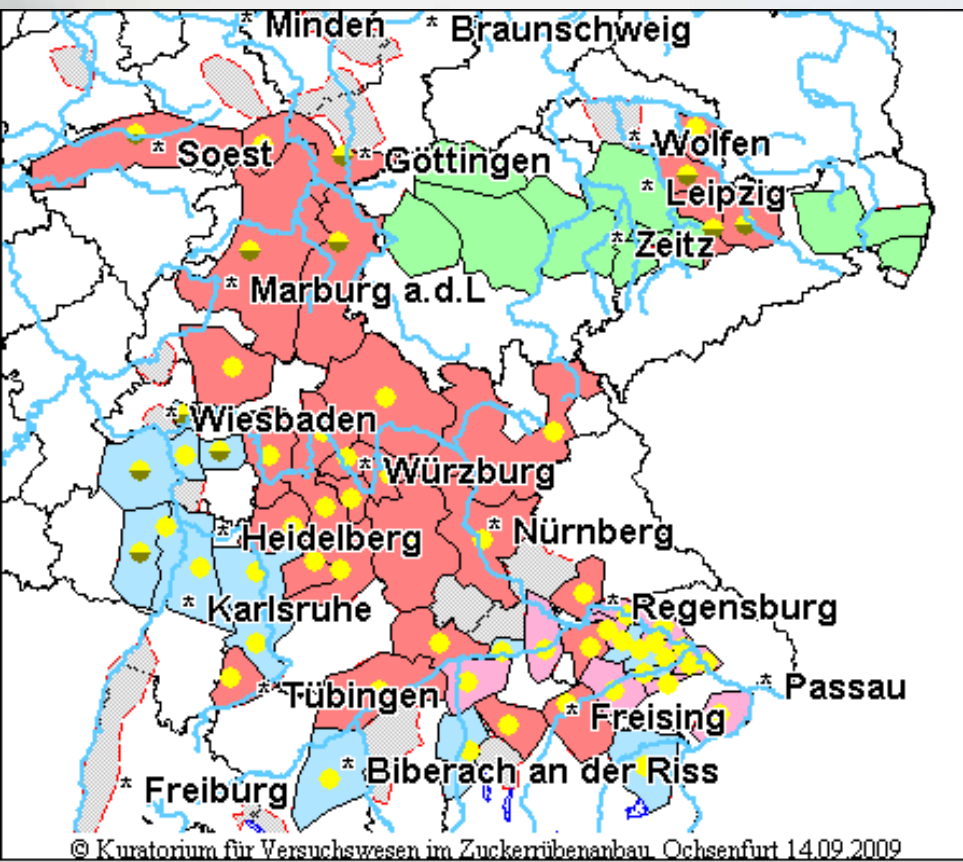 * Minden
* Braunschweig
* Soest
* Göttingen
* Wolfen
* Leipzig
* Zeitz
* Marburg a.d.L
* Wiesbaden
* Würzburg
* Heidelberg
* Nürnberg
* Karlsruhe
* Regensburg
* Tübingen
* Passau
* Freising
* Biberach an der Riss
* Freiburg
© Kuratorium für Versuchswesen im Zuckerrübenanbau, Ochsenfurt 14.09.2009